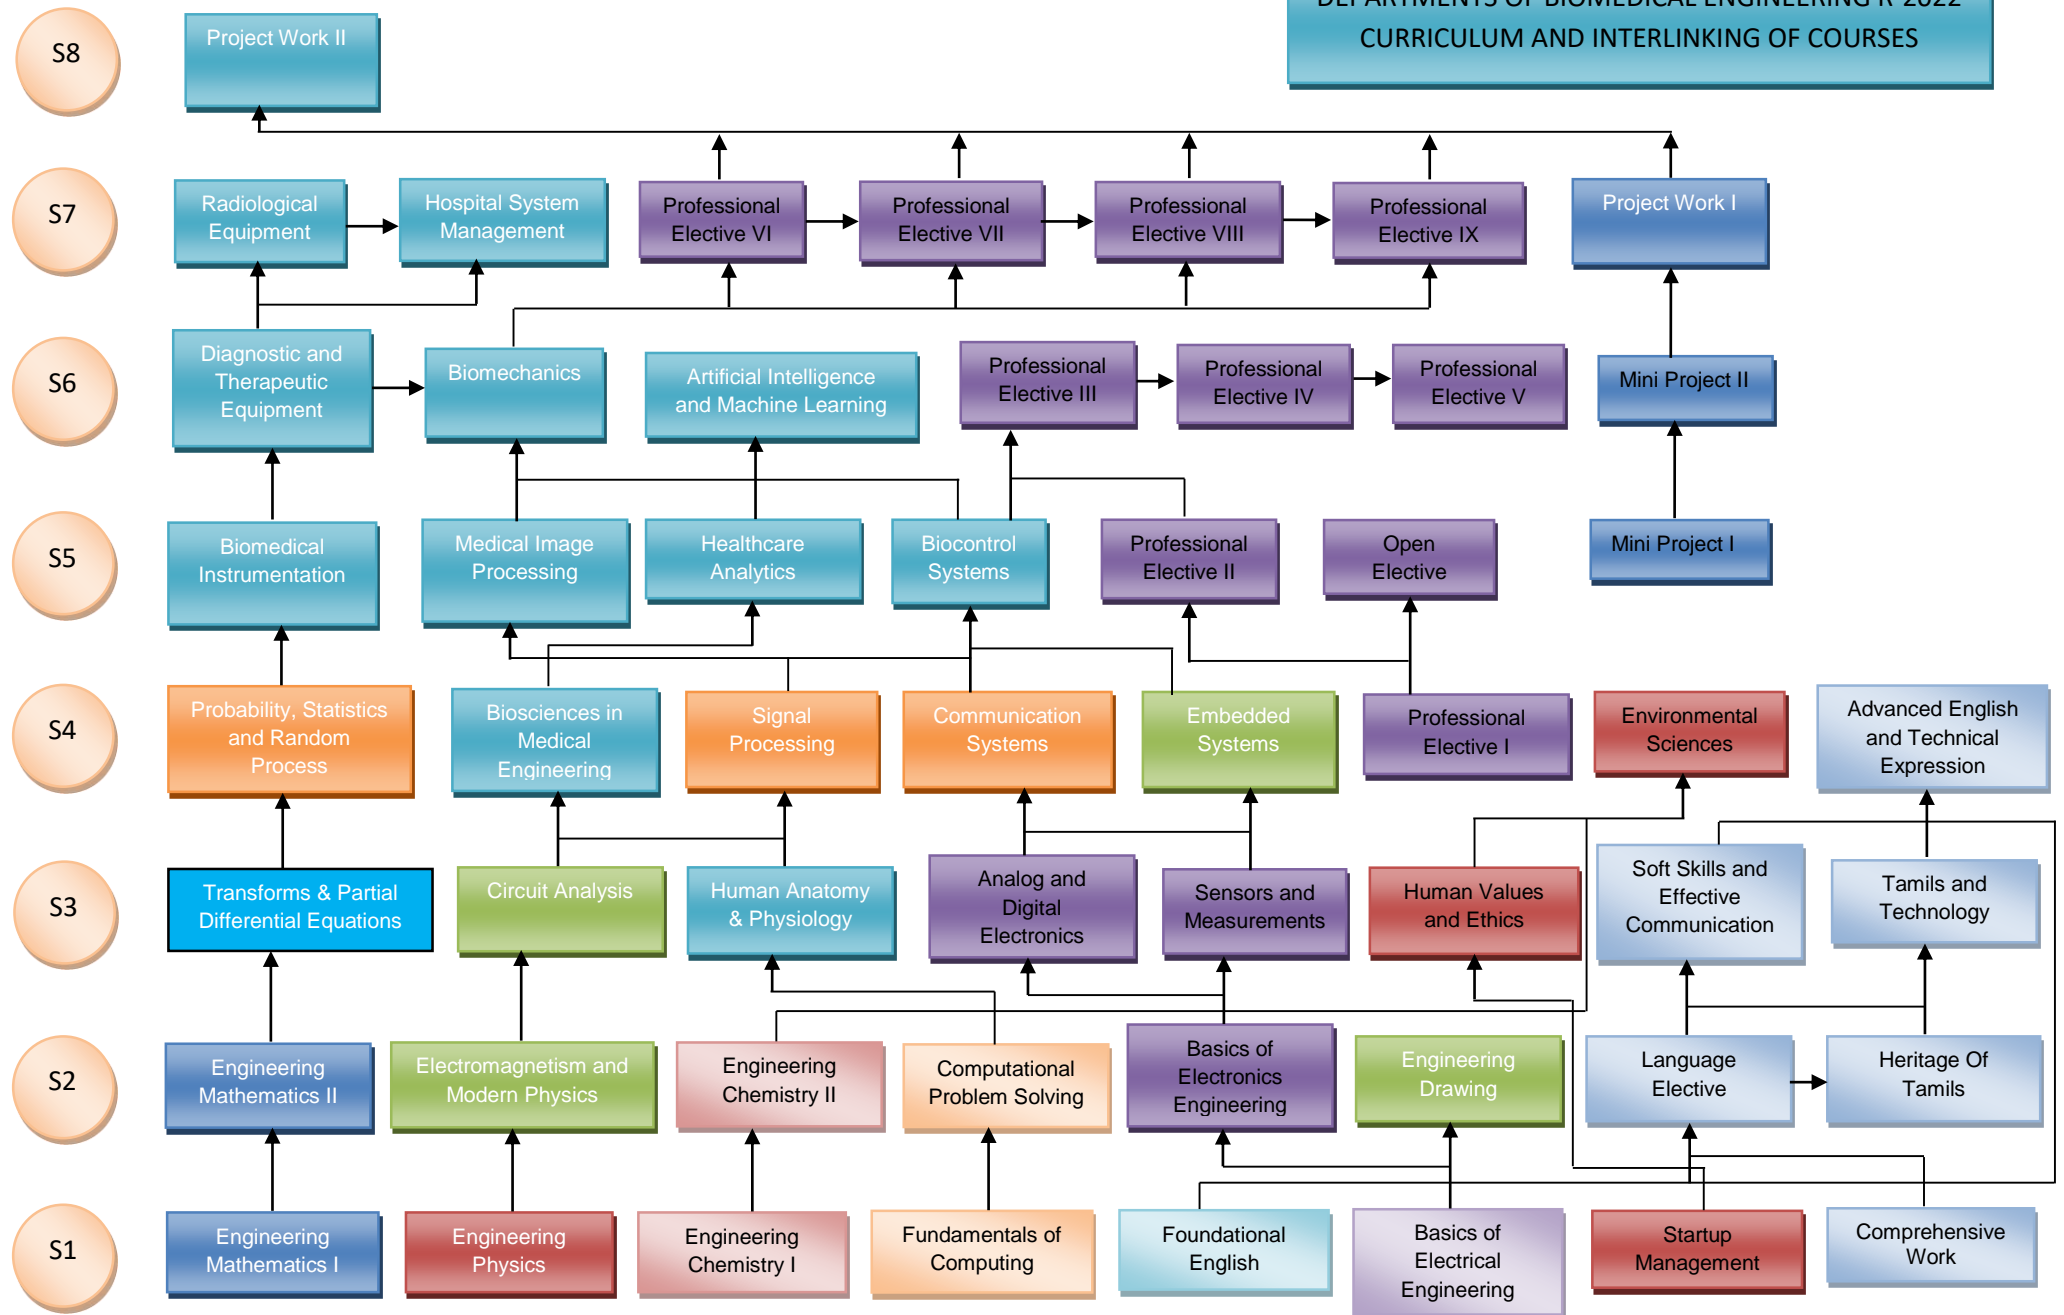 DEPARTMENTS OF BIOMEDICAL ENGINEERING R-2022
CURRICULUM AND INTERLINKING OF COURSES
S8
Project Work II
S7
Radiological
Equipment
Hospital System
Management
Professional
Elective VI
Professional
Elective VII
Professional
Elective VIII
Professional
Elective IX
Project Work I
S6
Diagnostic and
Therapeutic
Equipment
Biomechanics
Artificial Intelligence
and Machine Learning
Professional
Elective III
Professional
Elective IV
Professional
Elective V
Mini Project II
S5
Biomedical
Instrumentation
Medical Image
Processing
Healthcare
Analytics
Biocontrol
Systems
Professional
Elective II
Open
Elective
Mini Project I
S4
Probability, Statistics
and Random
Process
Biosciences in
Medical
Engineering
Signal
Processing
Communication
Systems
Embedded
Systems
Professional
Elective I
Environmental
Sciences
Advanced English
and Technical
Expression
S3
Transforms & Partial
Differential Equations
Circuit Analysis
Human Anatomy
& Physiology
Analog and
Digital
Electronics
Sensors and
Measurements
Human Values
and Ethics
Soft Skills and
Effective
Communication
Tamils and
Technology
S2
Engineering
Mathematics II
Electromagnetism and
Modern Physics
Engineering
Chemistry II
Computational
Problem Solving
Basics of
Electronics
Engineering
Engineering
Drawing
Language
Elective
Heritage Of
Tamils
S1
Engineering
Mathematics I
Engineering
Physics
Engineering
Chemistry I
Fundamentals of
Computing
Foundational
English
Basics of
Electrical
Engineering
Startup
Management
Comprehensive
Work